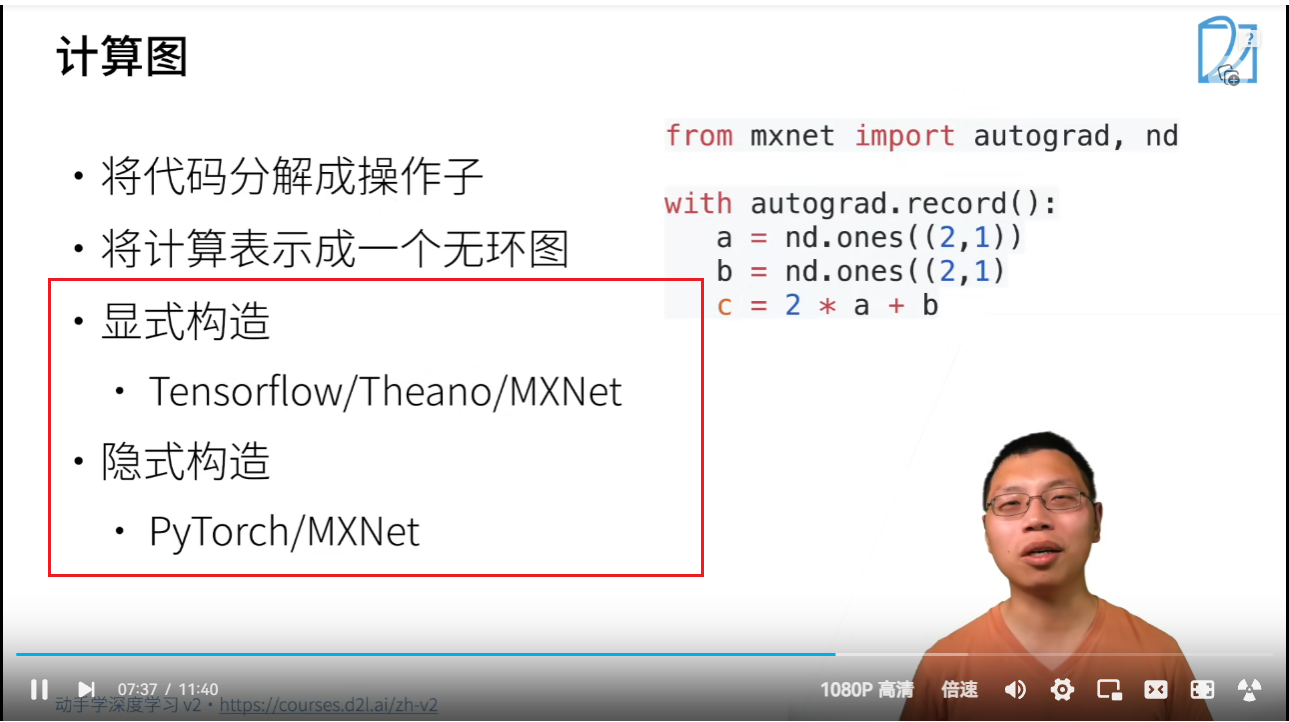 计算图
• 将代码分解成操作子
• 将计算表示成一个无环图
• 显式构造
• Tensorflow/Theano/MXNet
• 隐式构造
• PyTorch/MXNet
from mxnet import autograd, nd
with autograd.record():
a = nd.ones((2,1))
b = nd.ones((2,1)
c = 2 * a + b
07:37 / 11:40
1080P 高清
倍速
动手学深度学习 v2 • https://courses.d2l.ai/zh-v2